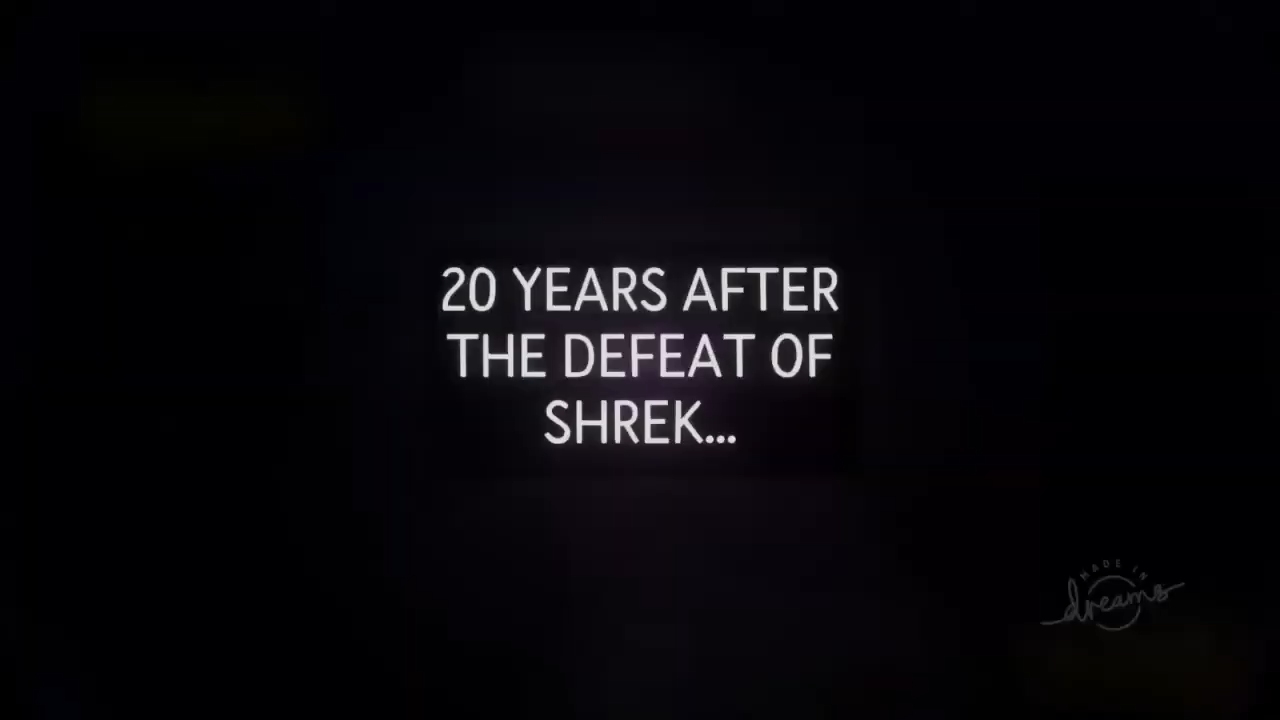 20 YEARS AFTER
THE DEFEAT OF
SHREK...
MADE IN
dreams